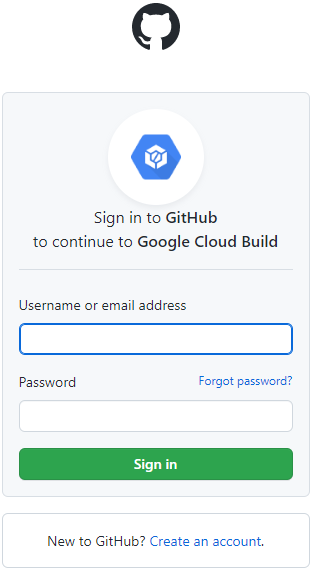 Sign in to GitHub
to continue to Google Cloud Build
Username or email address
Password
Forgot password?
Sign in
New to GitHub? Create an account.